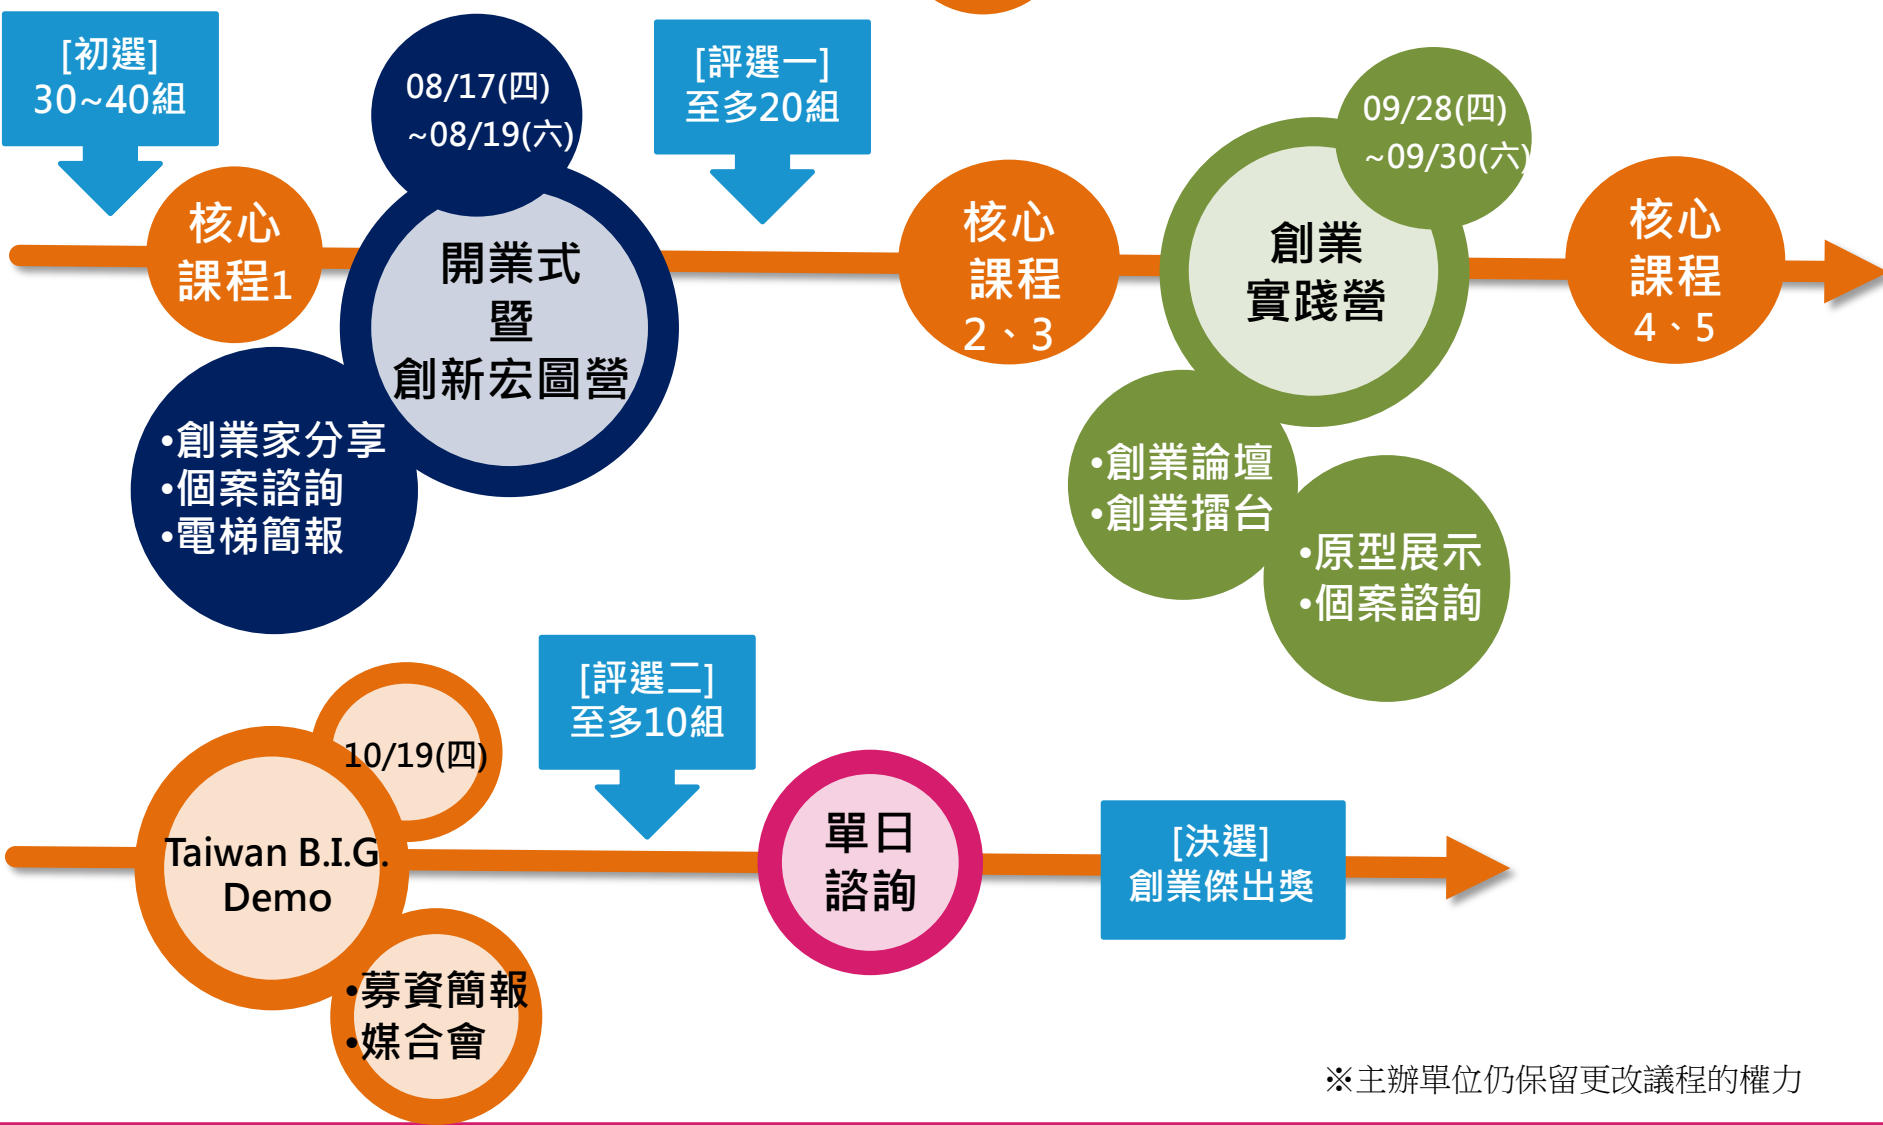 [初選]
30~40組
08/17(四)
~08/19(六)
[評選一]
至多20組
09/28(四)
~09/30(六)
核心
課程1
開業式
暨
創新宏圖營
核心
課程
2、3
創業
實踐營
核心
課程
4、5
•創業家分享
•個案諮詢
•電梯簡報
•創業論壇
•創業擂台
•原型展示
•個案諮詢
10/19(四)
[評選二]
至多10組
Taiwan B.I.G.
Demo
單日
諮詢
[決選]
創業傑出獎
•募資簡報
•媒合會
※主辦單位仍保留更改議程的權力